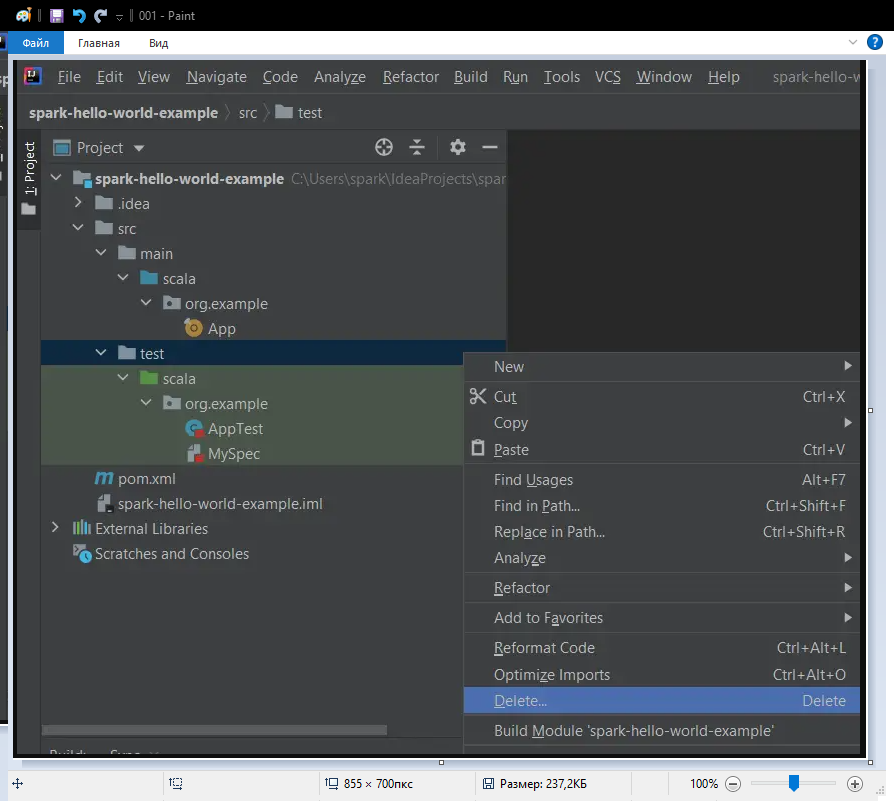 001 - Paint
Файл Главная Вид
File Edit View Navigate Code Analyze Refactor Build Run Tools VCS Window Help spark-hello-w
spark-hello-world-example src test
1: Project
Project
spark-hello-world-example C:\Users\spark\IdeaProjects\spar
.idea
src
main
scala
org.example
App
test
scala
org.example
AppTest
MySpec
pom.xml
spark-hello-world-example.iml
External Libraries
Scratches and Consoles
New
Cut Ctrl+X
Copy
Paste Ctrl+V
Find Usages Alt+F7
Find in Path... Ctrl+Shift+F
Replace in Path... Ctrl+Shift+R
Analyze
Refactor
Add to Favorites
Reformat Code Ctrl+Alt+L
Optimize Imports Ctrl+Alt+O
Delete... Delete
Build Module 'spark-hello-world-example'
855 × 700пкс Размер: 237,2КБ 100%